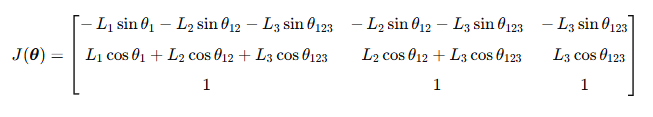 − L₁ sin θ₁ − L₂ sin θ₁₂ − L₃ sin θ₁₂₃ − L₂ sin θ₁₂ − L₃ sin θ₁₂₃ − L₃ sin θ₁₂₃
J(θ) = L₁ cos θ₁ + L₂ cos θ₁₂ + L₃ cos θ₁₂₃ L₂ cos θ₁₂ + L₃ cos θ₁₂₃ L₃ cos θ₁₂₃
1 1 1